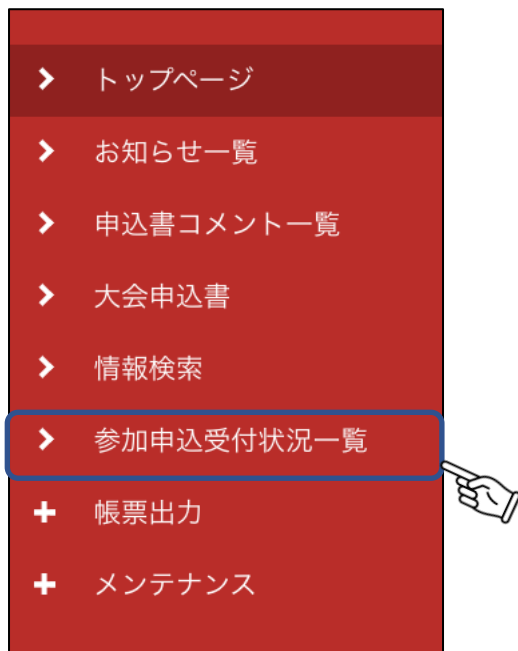 トップページ
お知らせ一覧
申込書コメント一覧
大会申込書
情報検索
参加申込受付状況一覧
帳票出力
メンテナンス